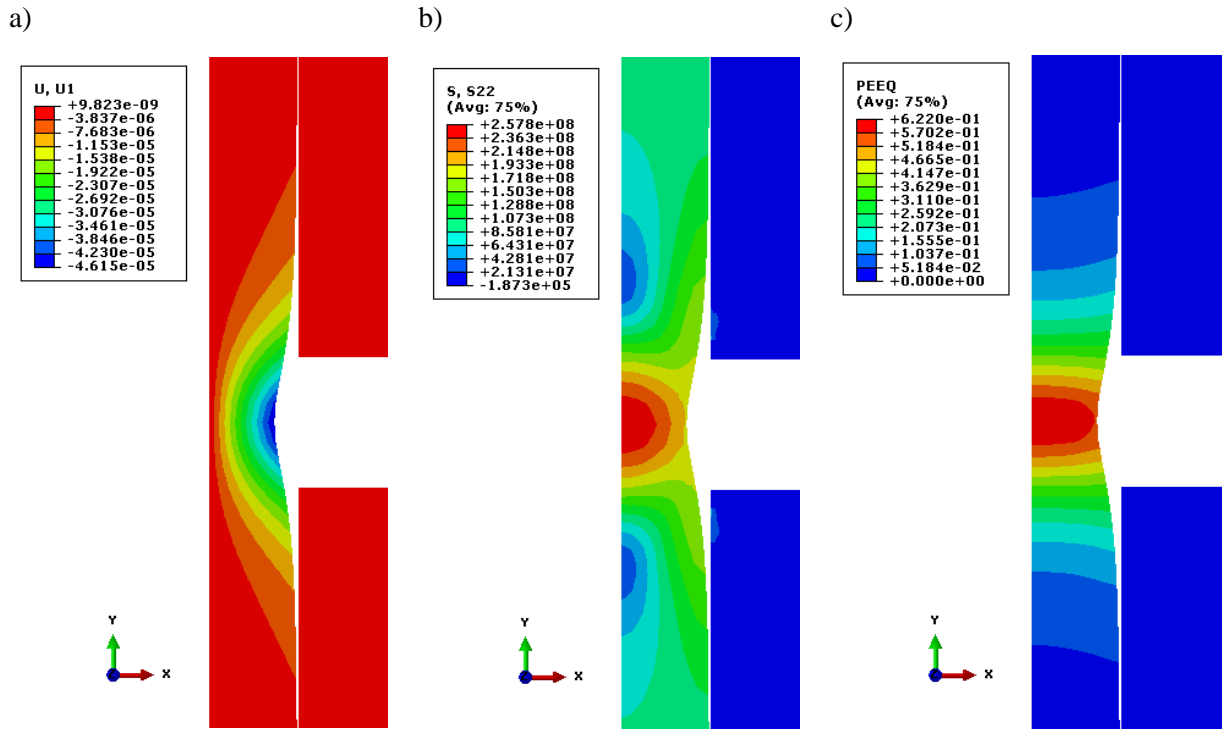 a)
b)
c)
U, U1
+9.823e-09
-3.837e-06
-7.683e-06
-1.153e-05
-1.538e-05
-1.922e-05
-2.307e-05
-2.692e-05
-3.076e-05
-3.461e-05
-3.846e-05
-4.230e-05
-4.615e-05
S, S22
(Avg: 75%)
+2.578e+08
+2.363e+08
+2.148e+08
+1.933e+08
+1.718e+08
+1.503e+08
+1.288e+08
+1.073e+08
+8.581e+07
+6.431e+07
+4.281e+07
+2.131e+07
-1.873e+05
PEEQ
(Avg: 75%)
+6.220e-01
+5.702e-01
+5.184e-01
+4.665e-01
+4.147e-01
+3.629e-01
+3.110e-01
+2.592e-01
+2.073e-01
+1.555e-01
+1.037e-01
+5.184e-02
+0.000e+00
Y
X
Y
X
Y
X